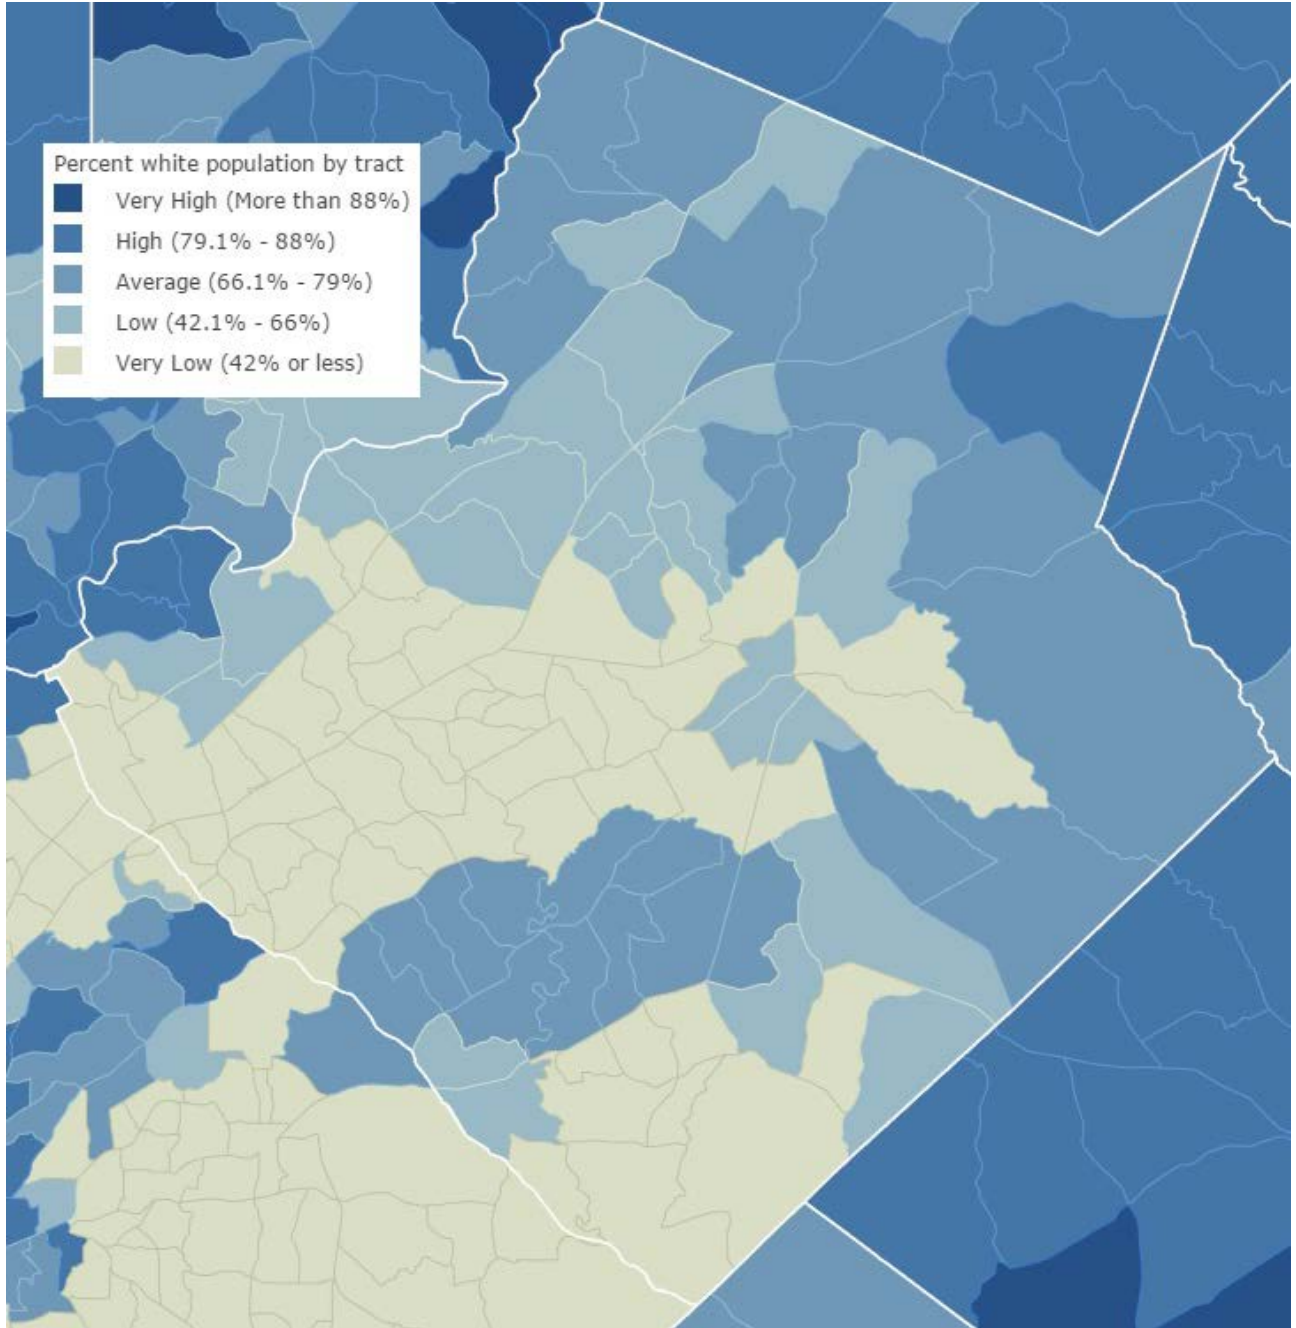 Percent white population by tract
Very High (More than 88%)
High (79.1% - 88%)
Average (66.1% - 79%)
Low (42.1% - 66%)
Very Low (42% or less)